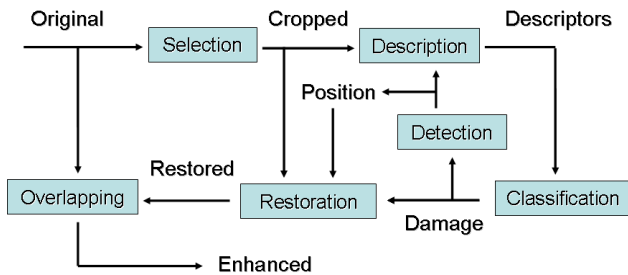 Original
Cropped
Descriptors
Selection
Description
Position
Detection
Restored
Overlapping
Restoration
Classification
Damage
Enhanced